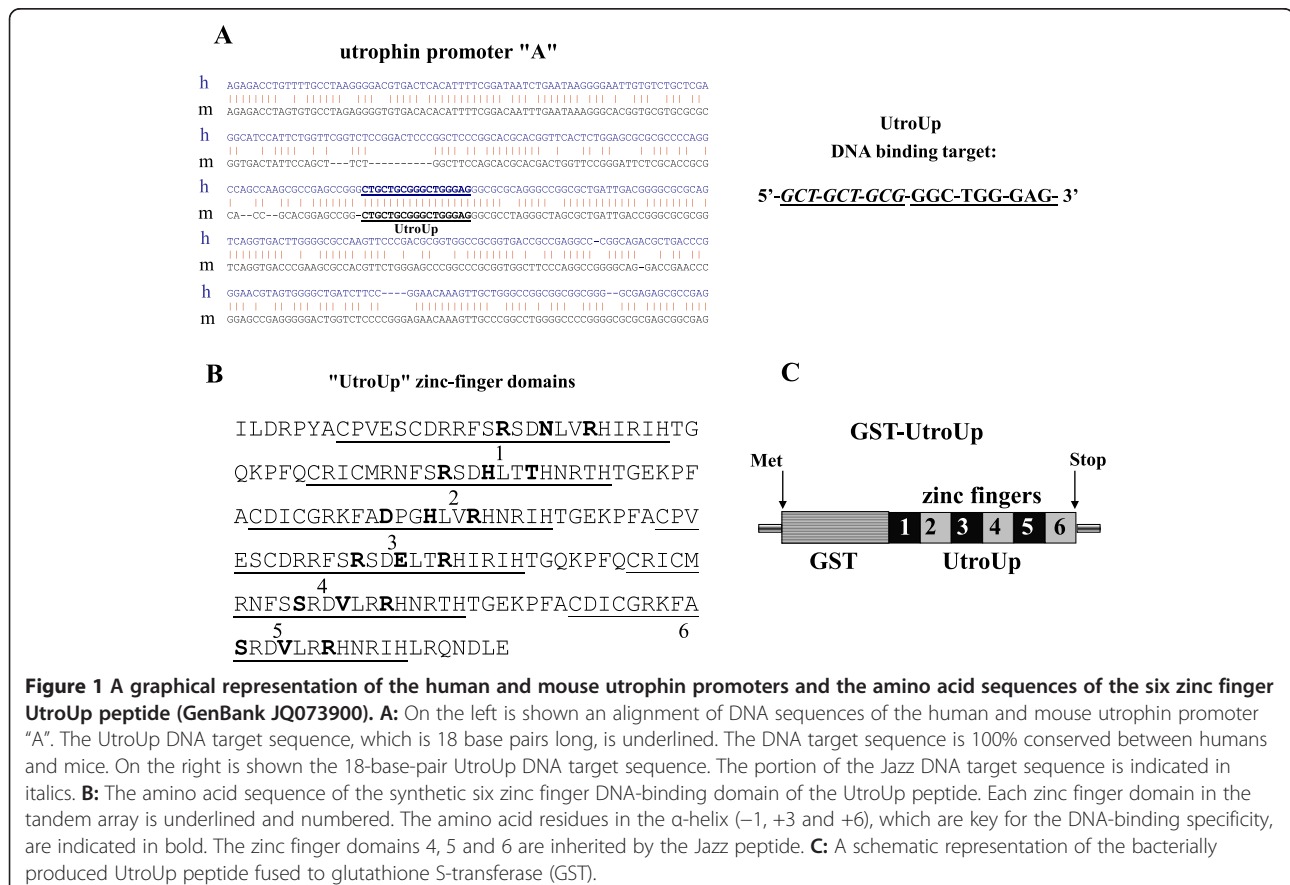 A
utrophin promoter "A"
h AGAGACCTGTTTTGCCTAAGGGGACGTGACTCACATTTTCGGATAATCTGAATAAGGGGAATTGTGTCTGCTCGA
m AGAGACCTAGTGTGCCTAGAGGGGTGTGACACACATTTTCGGACAATTTGAATAAAGGGCACGGTGCGTGCGCGC
h GGCATCCATTCTGGTTCGGTCTCCGGACTCCCGGCTCCCGGCACGCACGGTTCACTCTGGAGCGCGCGCCCCAGG
m GGTGACTATTCCAGCT---TCT----------GGCTTCCAGCACGCACGACTGGTTCCGGGATTCTCGCACCGCG
h CCAGCCAAGCGCCGAGCCGGGCTGCTGCGGGCTGGGAGGGCGCGCAGGGCCGGCGCTGATTGACGGGGCGCGCAG
m CA--CC--GCACGGAGCCGG-CTGCTGCGGGCTGGGAGGGCGCCTAGGGCTAGCGCTGATTGACCGGGCGCGCGG
UtroUp
h TCAGGTGACTTGGGGCGCCAAGTTCCCGACGCGGTGGCCGCGGTGACCGCCGAGGCC-CGGCAGACGCTGACCCG
m TCAGGTGACCCGAAGCGCCACGTTCTGGGAGCCCGGCCCGCGGTGGCTTCCCAGGCCGGGGCAG-GACCGAACCC
h GGAACGTAGTGGGGCTGATCTTCC----GGAACAAAGTTGCTGGGCCGGCGGCGGCGGG--GCGAGAGCGCCGAG
m GGAGCCGAGGGGGACTGGTCTCCCCGGGAGAACAAAGTTGCCCGGCCTGGGGCCCCGGGGCGCGCGAGCGGCGAG
UtroUp
DNA binding target:
5'-GCT-GCT-GCG-GGC-TGG-GAG- 3'
B
"UtroUp" zinc-finger domains
ILDRPYACPVESCDRRFSRSDNLVRHIRIHTG
1
QKPFQCRICMRNFSRSDHLTTHNRTHTGEKPF
2
ACDICGRKFADPGHLVRHNRIHTGEKPFACPV
3
ESCDRRFSRSDELTRHIRIHTGQKPFQCRICM
4
RNFSSRDVLRRHNRTHTGEKPFACDICGRKFA
5 6
SRDVLRRHNRIHLRQNDLE
C
GST-UtroUp
Met Stop
zinc fingers
1 2 3 4 5 6
GST UtroUp
Figure 1 A graphical representation of the human and mouse utrophin promoters and the amino acid sequences of the six zinc finger
UtroUp peptide (GenBank JQ073900). A: On the left is shown an alignment of DNA sequences of the human and mouse utrophin promoter
“A”. The UtroUp DNA target sequence, which is 18 base pairs long, is underlined. The DNA target sequence is 100% conserved between humans
and mice. On the right is shown the 18-base-pair UtroUp DNA target sequence. The portion of the Jazz DNA target sequence is indicated in
italics. B: The amino acid sequence of the synthetic six zinc finger DNA-binding domain of the UtroUp peptide. Each zinc finger domain in the
tandem array is underlined and numbered. The amino acid residues in the α-helix (−1, +3 and +6), which are key for the DNA-binding specificity,
are indicated in bold. The zinc finger domains 4, 5 and 6 are inherited by the Jazz peptide. C: A schematic representation of the bacterially
produced UtroUp peptide fused to glutathione S-transferase (GST).